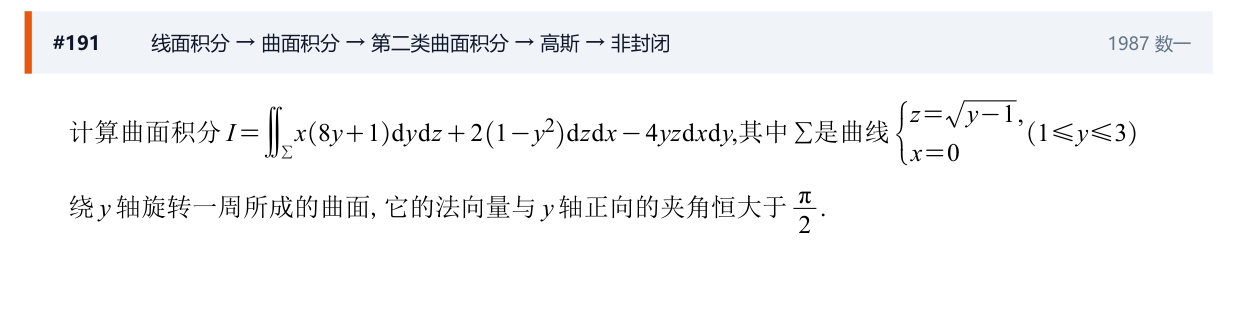 #191 线面积分 → 曲面积分 → 第二类曲面积分 → 高斯 → 非封闭 1987 数一
计算曲面积分 I=∬_Σ x(8y+1)dydz+2(1−y²)dzdx−4yzdxdy,其中 Σ是曲线 {z=√(y−1), x=0 (1≤y≤3)
绕 y 轴旋转一周所成的曲面, 它的法向量与 y 轴正向的夹角恒大于 π/2 .